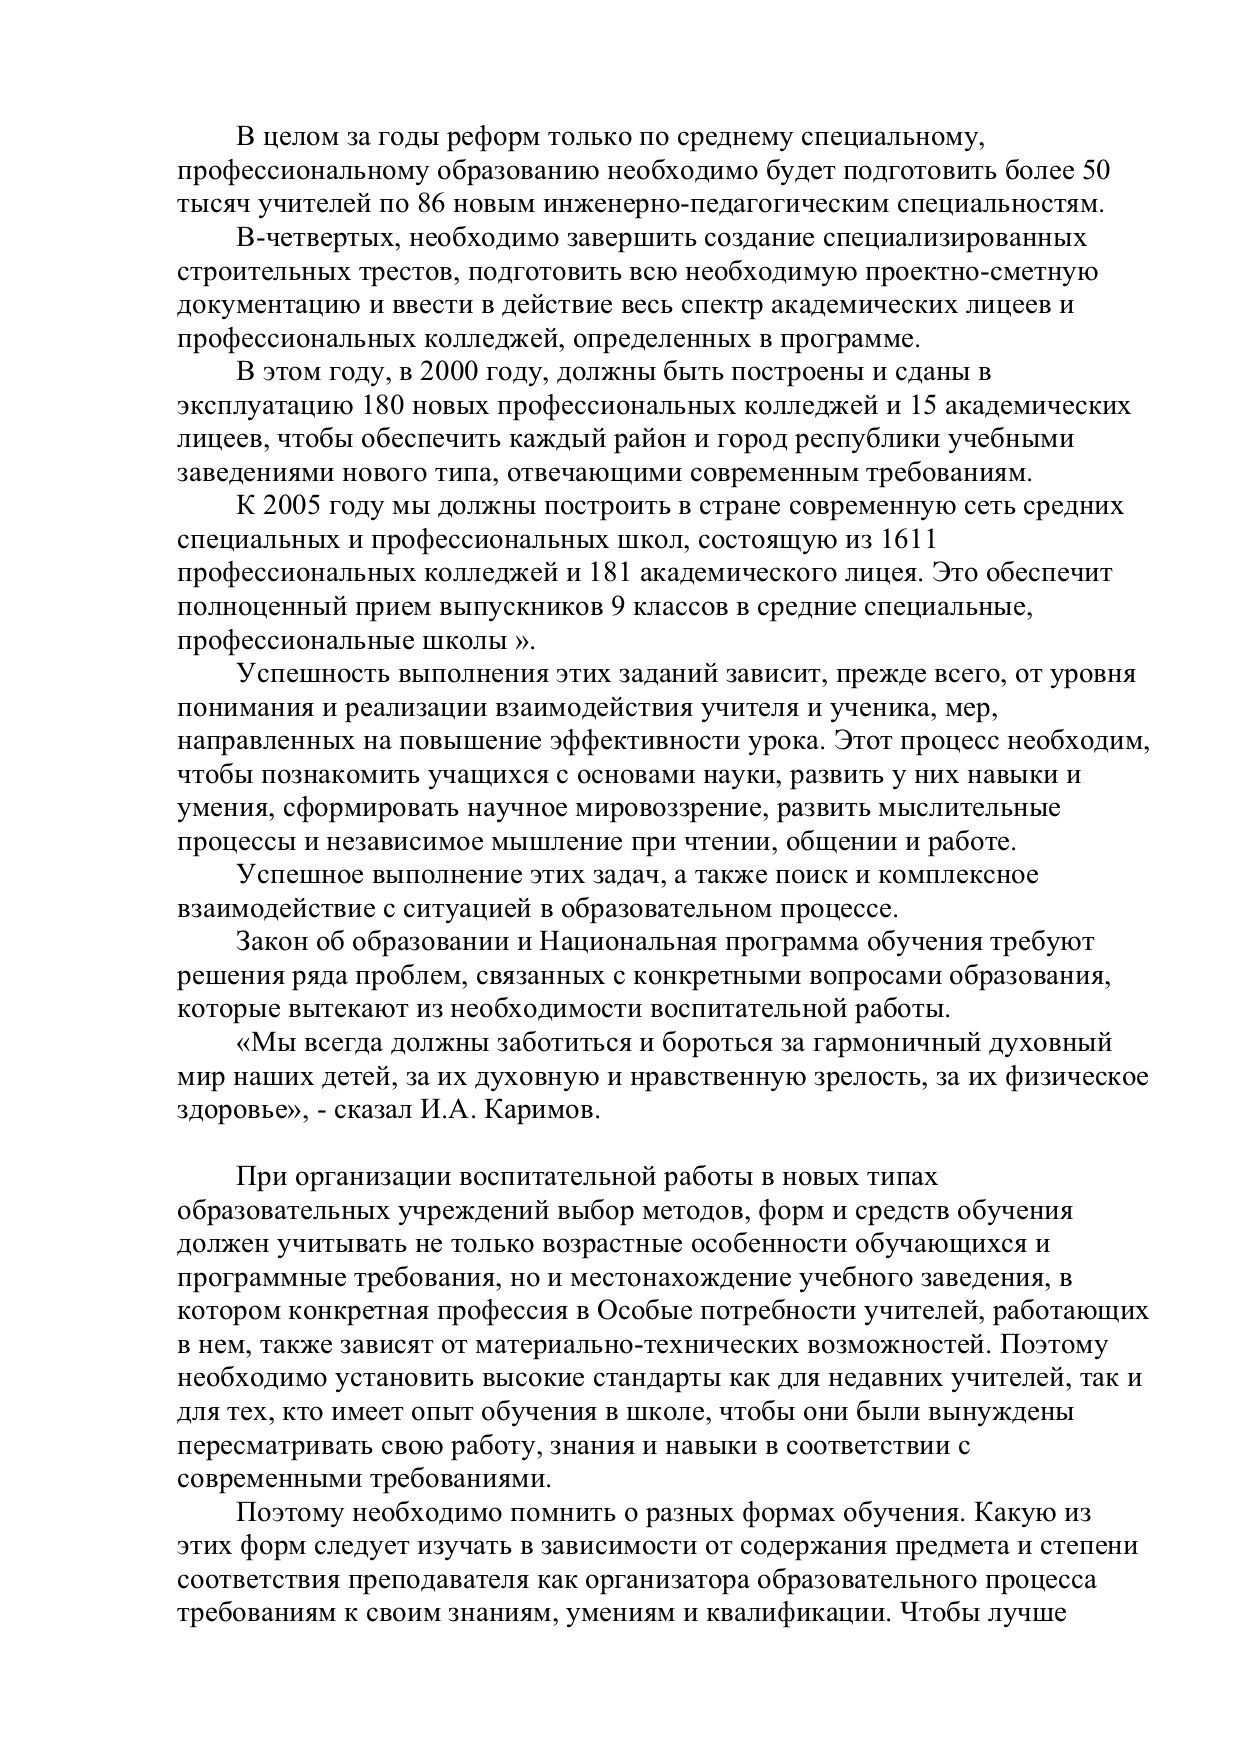 В целом за годы реформ только по среднему специальному,
профессиональному образованию необходимо будет подготовить более 50
тысяч учителей по 86 новым инженерно-педагогическим специальностям.
В-четвертых, необходимо завершить создание специализированных
строительных трестов, подготовить всю необходимую проектно-сметную
документацию и ввести в действие весь спектр академических лицеев и
профессиональных колледжей, определенных в программе.
В этом году, в 2000 году, должны быть построены и сданы в
эксплуатацию 180 новых профессиональных колледжей и 15 академических
лицеев, чтобы обеспечить каждый район и город республики учебными
заведениями нового типа, отвечающими современным требованиям.
К 2005 году мы должны построить в стране современную сеть средних
специальных и профессиональных школ, состоящую из 1611
профессиональных колледжей и 181 академического лицея. Это обеспечит
полноценный прием выпускников 9 классов в средние специальные,
профессиональные школы ».
Успешность выполнения этих заданий зависит, прежде всего, от уровня
понимания и реализации взаимодействия учителя и ученика, мер,
направленных на повышение эффективности урока. Этот процесс необходим,
чтобы познакомить учащихся с основами науки, развить у них навыки и
умения, сформировать научное мировоззрение, развить мыслительные
процессы и независимое мышление при чтении, общении и работе.
Успешное выполнение этих задач, а также поиск и комплексное
взаимодействие с ситуацией в образовательном процессе.
Закон об образовании и Национальная программа обучения требуют
решения ряда проблем, связанных с конкретными вопросами образования,
которые вытекают из необходимости воспитательной работы.
«Мы всегда должны заботиться и бороться за гармоничный духовный
мир наших детей, за их духовную и нравственную зрелость, за их физическое
здоровье», - сказал И.А. Каримов.
При организации воспитательной работы в новых типах
образовательных учреждений выбор методов, форм и средств обучения
должен учитывать не только возрастные особенности обучающихся и
программные требования, но и местонахождение учебного заведения, в
котором конкретная профессия в Особые потребности учителей, работающих
в нем, также зависят от материально-технических возможностей. Поэтому
необходимо установить высокие стандарты как для недавних учителей, так и
для тех, кто имеет опыт обучения в школе, чтобы они были вынуждены
пересматривать свою работу, знания и навыки в соответствии с
современными требованиями.
Поэтому необходимо помнить о разных формах обучения. Какую из
этих форм следует изучать в зависимости от содержания предмета и степени
соответствия преподавателя как организатора образовательного процесса
требованиям к своим знаниям, умениям и квалификации. Чтобы лучше